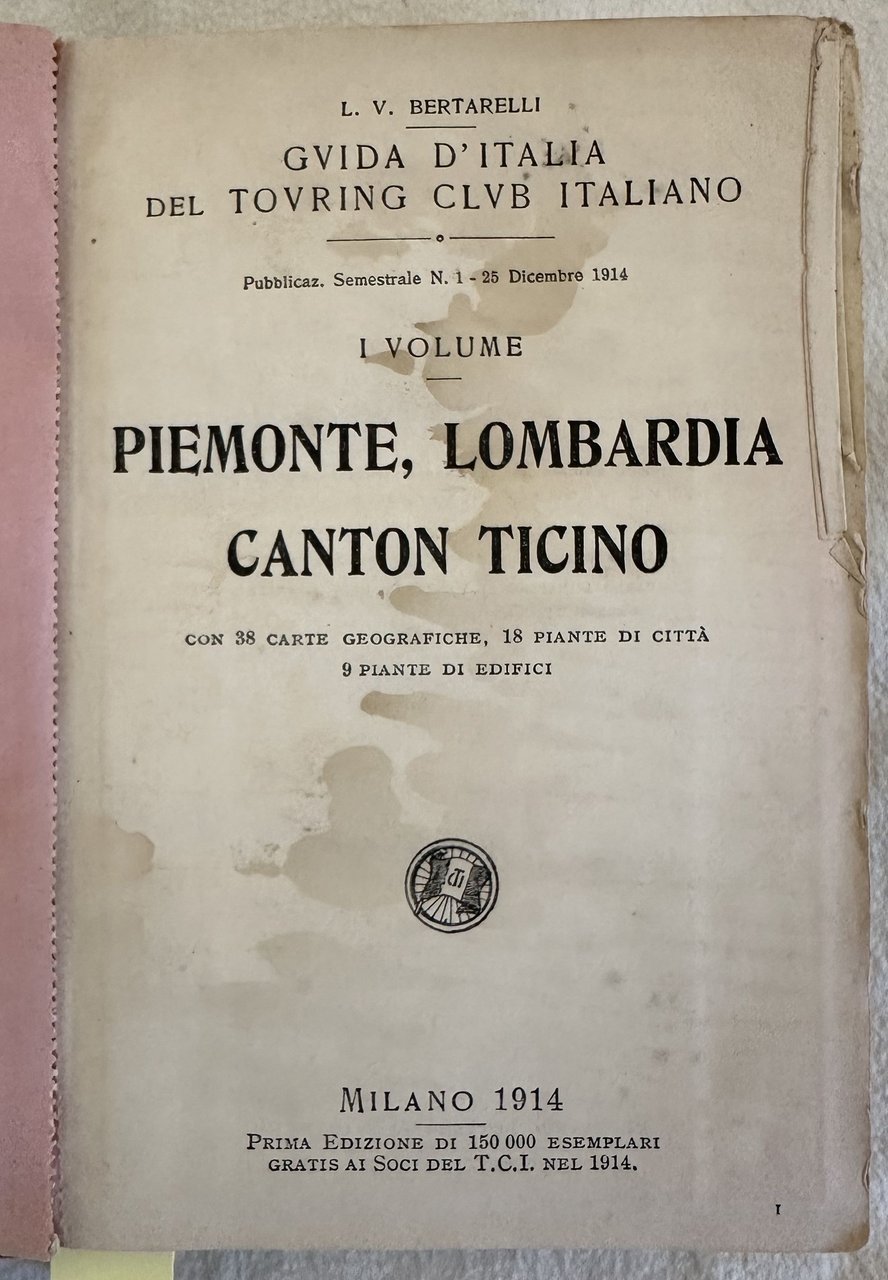 L. V. BERTARELLI
GVIDA D'ITALIA
DEL TOVRING CLVB ITALIANO
Pubblicaz. Semestrale N. 1 - 25 Dicembre 1914
I VOLUME
PIEMONTE, LOMBARDIA
CANTON TICINO
CON 38 CARTE GEOGRAFICHE, 18 PIANTE DI CITTÀ
9 PIANTE DI EDIFICI
MILANO 1914
PRIMA EDIZIONE DI 150 000 ESEMPLARI
GRATIS AI SOCI DEL T.C.I. NEL 1914.
I